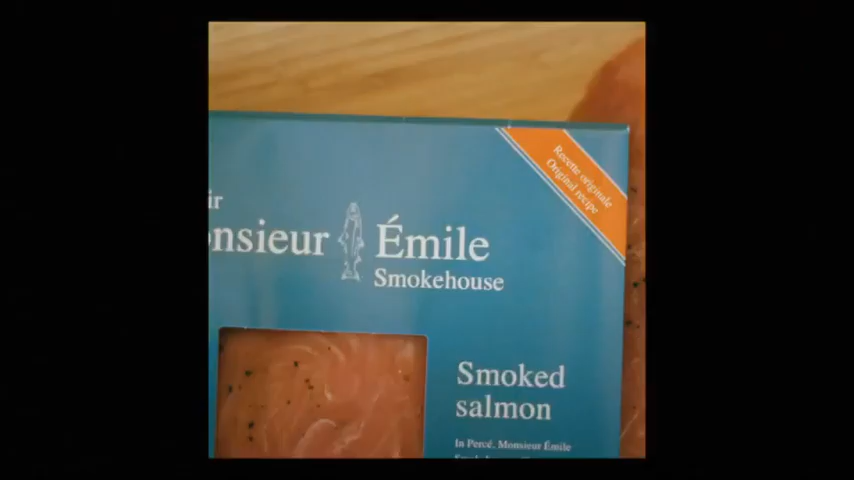 Recette originale
Original recipe
ir
onsieur Émile
Smokehouse
Smoked
salmon
In Percé, Monsieur Émile